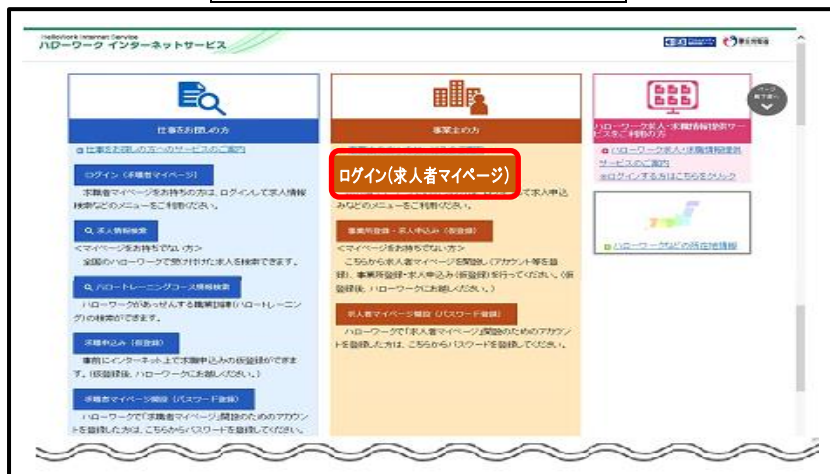 HelloWork Internet Service
ハローワーク インターネットサービス
厚生労働省
仕事をお探しの方
仕事をお探しの方へのサービスのご案内
ログイン（求職者マイページ）
求職者マイページをお持ちの方は、ログインして求人情報
検索などのメニューをご利用ください。
求人情報検索
＜マイページをお持ちでない方＞
全国のハローワークで受け付けた求人を検索できます。
ハロートレーニングコース情報検索
ハローワークがあっせんする職業訓練（ハロートレーニン
グ）の検索ができます。
求職申込み（仮登録）
事前にインターネット上で求職申込みの仮登録ができま
す。（仮登録後、ハローワークにお越しください。）
求職者マイページ開設（パスワード登録）
ハローワークで「求職者マイページ」開設のためのアカウン
トを登録した方は、こちらからパスワードを登録してください。
事業主の方
ログイン(求人者マイページ)
して求人申込
みなどのメニューをご利用ください。
事業所登録・求人申込み（仮登録）
＜マイページをお持ちでない方＞
こちらから求人者マイページを開設し（アカウント等を登
録）、事業所登録・求人申込み（仮登録）を行ってください。（仮
登録後、ハローワークにお越しください。）
求人者マイページ開設（パスワード登録）
ハローワークで「求人者マイページ」開設のためのアカウン
トを登録した方は、こちらからパスワードを登録してください。
ハローワーク求人・求職情報提供サー
ビスをご利用の方
ハローワーク求人・求職情報提供
サービスのご案内
※ログインする方はこちらをクリック
ハローワークなどの所在地情報
ページ